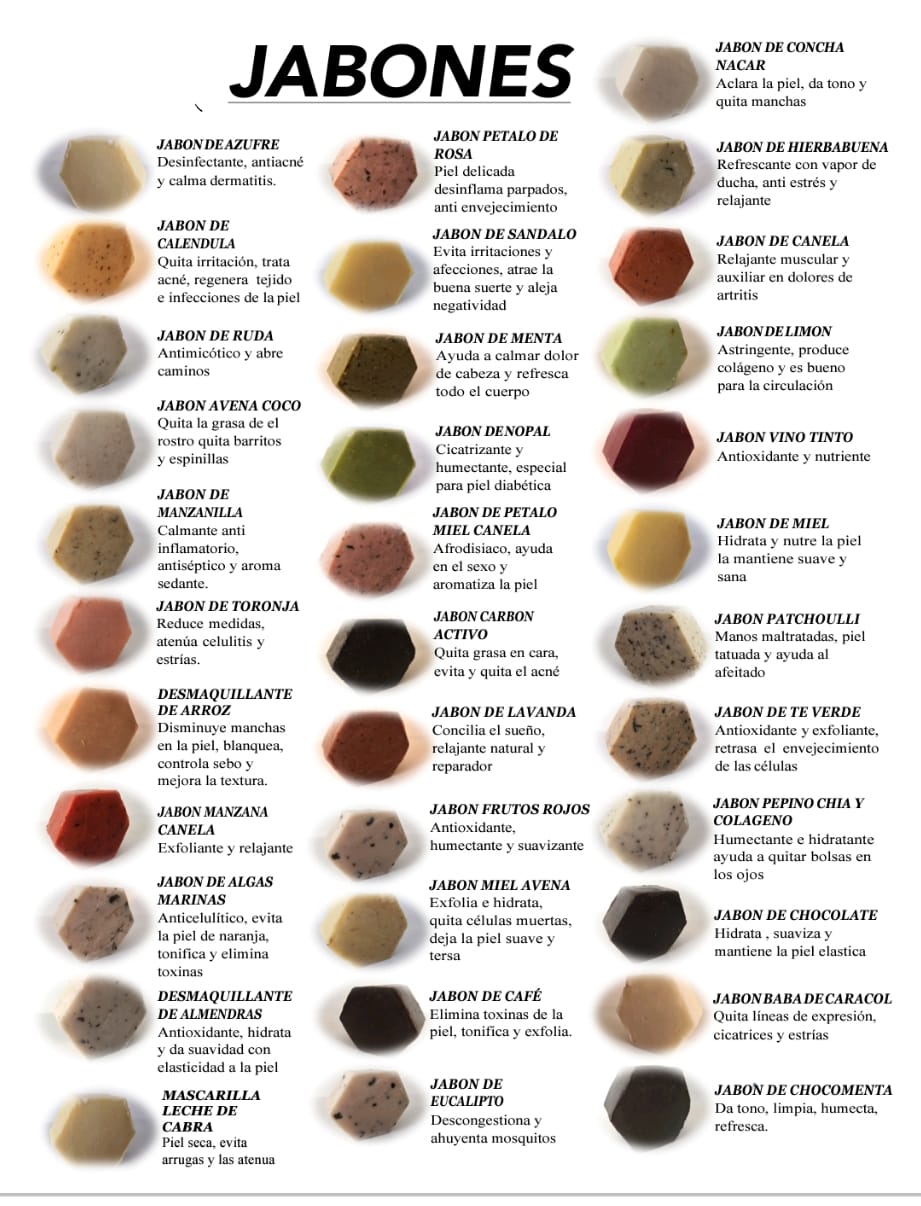 JABONES
JABON DE AZUFRE
Desinfectante, antiacné
y calma dermatitis.
JABON DE
CALENDULA
Quita irritación, trata
acné, regenera tejido
e infecciones de la piel
JABON DE RUDA
Antimicótico y abre
caminos
JABON AVENA COCO
Quita la grasa de el
rostro quita barritos
y espinillas
JABON DE
MANZANILLA
Calmante anti
inflamatorio,
antiséptico y aroma
sedante.
JABON DE TORONJA
Reduce medidas,
atenúa celulitis y
estrías.
DESMAQUILLANTE
DE ARROZ
Disminuye manchas
en la piel, blanquea,
controla sebo y
mejora la textura.
JABON MANZANA
CANELA
Exfoliante y relajante
JABON DE ALGAS
MARINAS
Anticelulítico, evita
la piel de naranja,
tonifica y elimina
toxinas
DESMAQUILLANTE
DE ALMENDRAS
Antioxidante, hidrata
y da suavidad con
elasticidad a la piel
MASCARILLA
LECHE DE
CABRA
Piel seca, evita
arrugas y las atenua
JABON PETALO DE
ROSA
Piel delicada
desinflama parpados,
anti envejecimiento
JABON DE SANDALO
Evita irritaciones y
afecciones, atrae la
buena suerte y aleja
negatividad
JABON DE MENTA
Ayuda a calmar dolor
de cabeza y refresca
todo el cuerpo
JABON DENOPAL
Cicatrizante y
humectante, especial
para piel diabética
JABON DE PETALO
MIEL CANELA
Afrodisiaco, ayuda
en el sexo y
aromatiza la piel
JABON CARBON
ACTIVO
Quita grasa en cara,
evita y quita el acné
JABON DE LAVANDA
Concilia el sueño,
relajante natural y
reparador
JABON FRUTOS ROJOS
Antioxidante,
humectante y suavizante
JABON MIEL AVENA
Exfolia e hidrata,
quita células muertas,
deja la piel suave y
tersa
JABON DE CAFÉ
Elimina toxinas de la
piel, tonifica y exfolia.
JABON DE
EUCALIPTO
Descongestiona y
ahuyenta mosquitos
JABON DE CONCHA
NACAR
Aclara la piel, da tono y
quita manchas
JABON DE HIERBABUENA
Refrescante con vapor de
ducha, anti estrés y
relajante
JABON DE CANELA
Relajante muscular y
auxiliar en dolores de
artritis
JABON DE LIMON
Astringente, produce
colágeno y es bueno
para la circulación
JABON VINO TINTO
Antioxidante y nutriente
JABON DE MIEL
Hidrata y nutre la piel
la mantiene suave y
sana
JABON PATCHOULLI
Manos maltratadas, piel
tatuada y ayuda al
afeitado
JABON DE TE VERDE
Antioxidante y exfoliante,
retrasa el envejecimiento
de las células
JABON PEPINO CHIA Y
COLAGENO
Humectante e hidratante
ayuda a quitar bolsas en
los ojos
JABON DE CHOCOLATE
Hidrata , suaviza y
mantiene la piel elastica
JABON BABA DE CARACOL
Quita líneas de expresión,
cicatrices y estrías
JABON DE CHOCOMENTA
Da tono, limpia, humecta,
refresca.